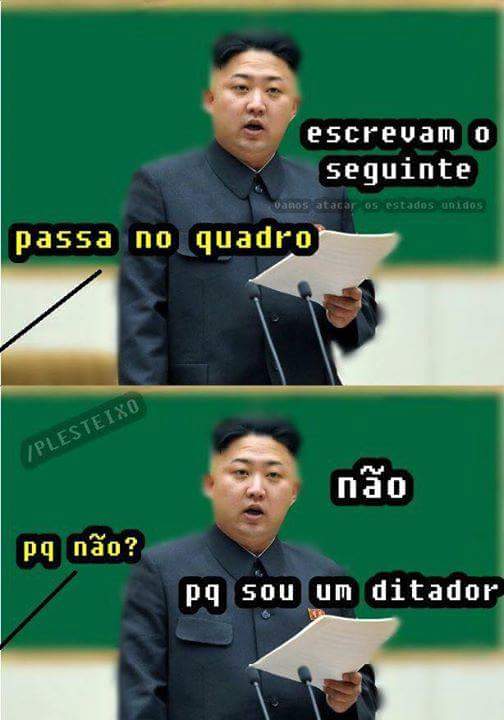 escrevam o
seguinte
vamos atacar os estados unidos
passa no quadro
/PLESTEIXO
não
pq não?
pq sou um ditador